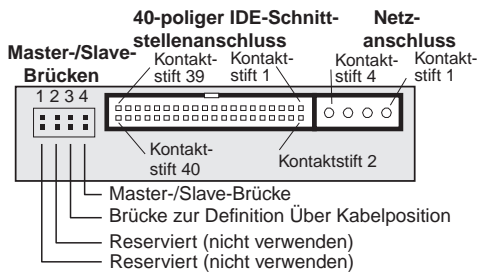 40-poliger IDE-Schnitt-
stellenanschluss
Netz-
anschluss
Master-/Slave-
Brücken
Kontakt-
stift 39
Kontakt-
stift 1
Kontakt-
stift 4
Kontakt-
stift 1
1 2 3 4
Kontakt-
stift 40
Kontaktstift 2
Master-/Slave-Brücke
Brücke zur Definition Über Kabelposition
Reserviert (nicht verwenden)
Reserviert (nicht verwenden)